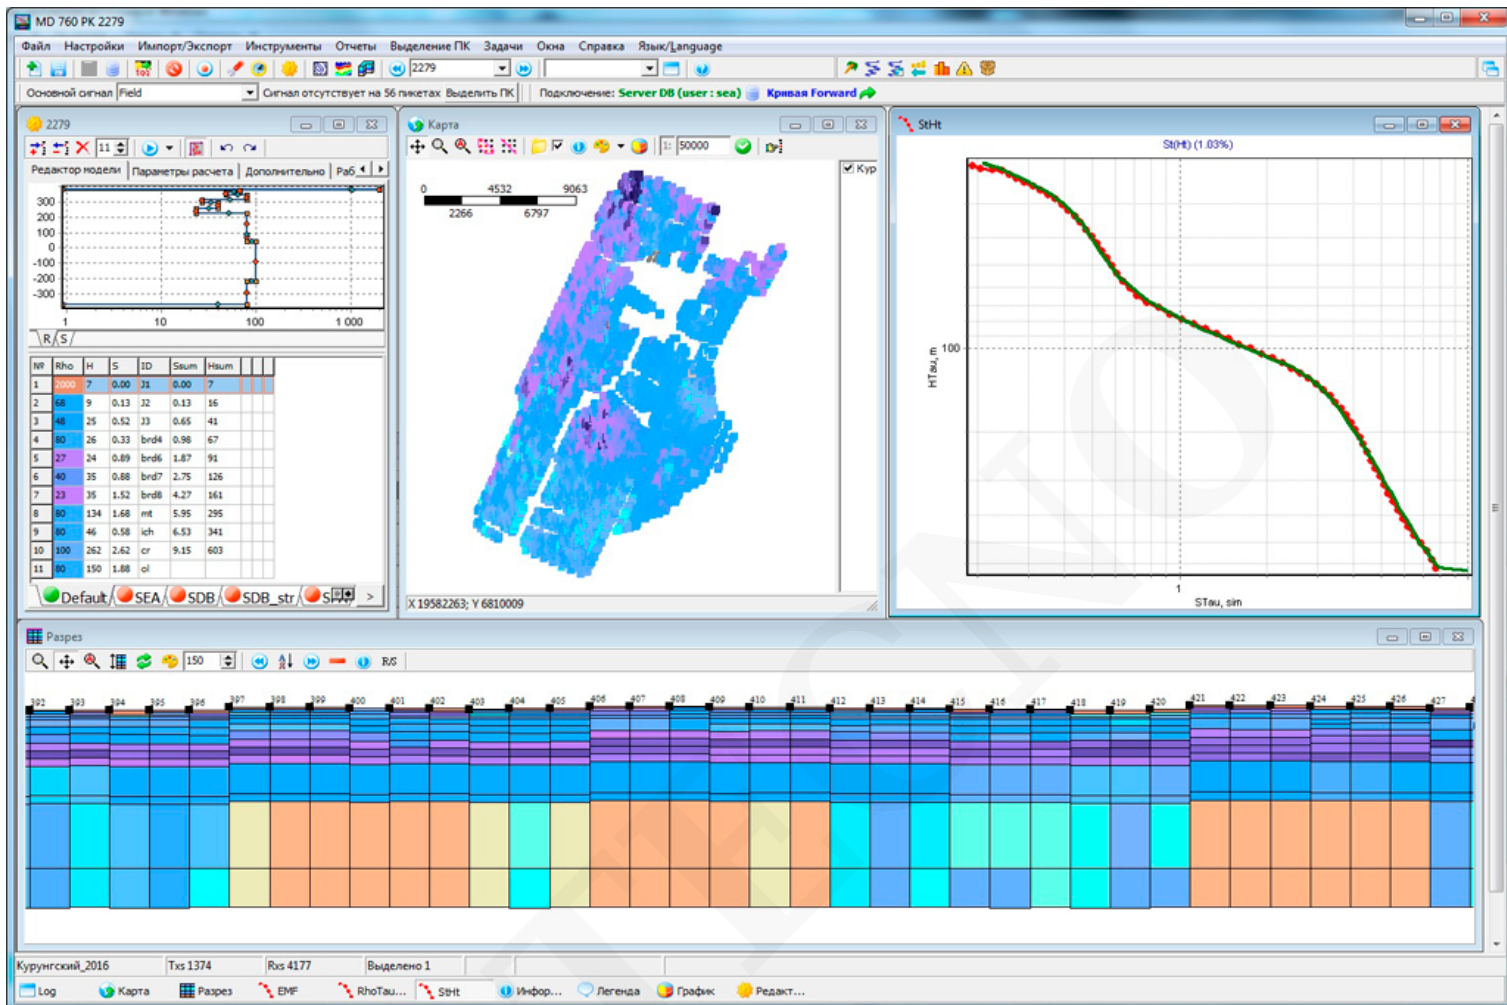 MD 760 PK 2279
Файл Настройки Импорт/Экспорт Инструменты Отчеты Выделение ПК Задачи Окна Справка Язык/Language
2279
Основной сигнал Field Сигнал отсутствует на 56 пикетах Выделить ПК Подключение: Server DB (user : sea) Кривая Forward
2279
11
Редактор модели Параметры расчета Дополнительно Раб
300
200
100
0
-100
-200
-300
1 10 100 1 000
R S
№ Rho H S ID Ssum Hsum
1 2000 7 0.00 J1 0.00 7
2 68 9 0.13 J2 0.13 16
3 48 25 0.52 J3 0.65 41
4 80 26 0.33 brd4 0.98 67
5 27 24 0.89 brd6 1.87 91
6 40 35 0.88 brd7 2.75 126
7 23 35 1.52 brd8 4.27 161
8 80 134 1.68 mt 5.95 295
9 80 46 0.58 ich 6.53 341
10 100 262 2.62 cr 9.15 603
11 80 150 1.88 ol
Default SEA SDB SDB_str >
Карта
1: 50000
0 4532 9063
2266 6797
Кур
X 19582263; Y 6810009
StHt
St(Ht) (1.03%)
HTau, m
100
1
STau, sim
Разрез
150 R/S
392 393 394 395 396 397 398 399 400 401 402 403 404 405 406 407 408 409 410 411 412 413 414 415 416 417 418 419 420 421 422 423 424 425 426 427
TECNO
Курунгский_2016 Txs 1374 Rxs 4177 Выделено 1
Log Карта Разрез EMF RhoTau... StHt Инфор... Легенда График Редакт...